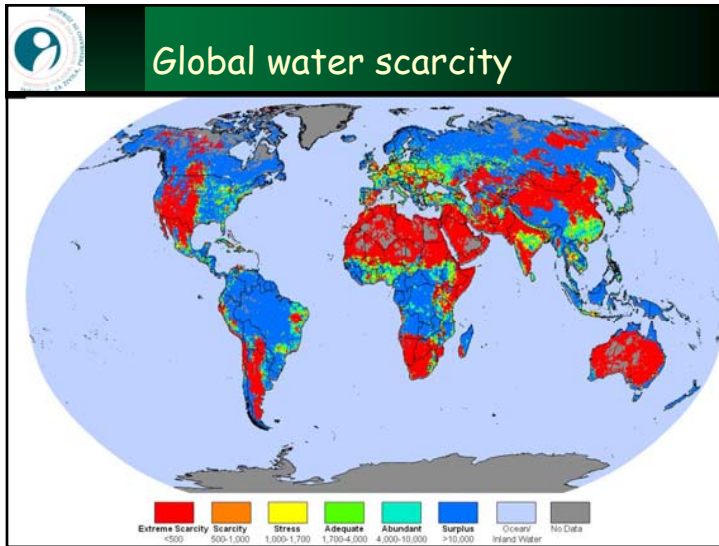 Global water scarcity
Extreme Scarcity Scarcity Stress Adequate Abundant Surplus Ocean/ No Data
<500 500-1,000 1,000-1,700 1,700-4,000 4,000-10,000 >10,000 Inland Water